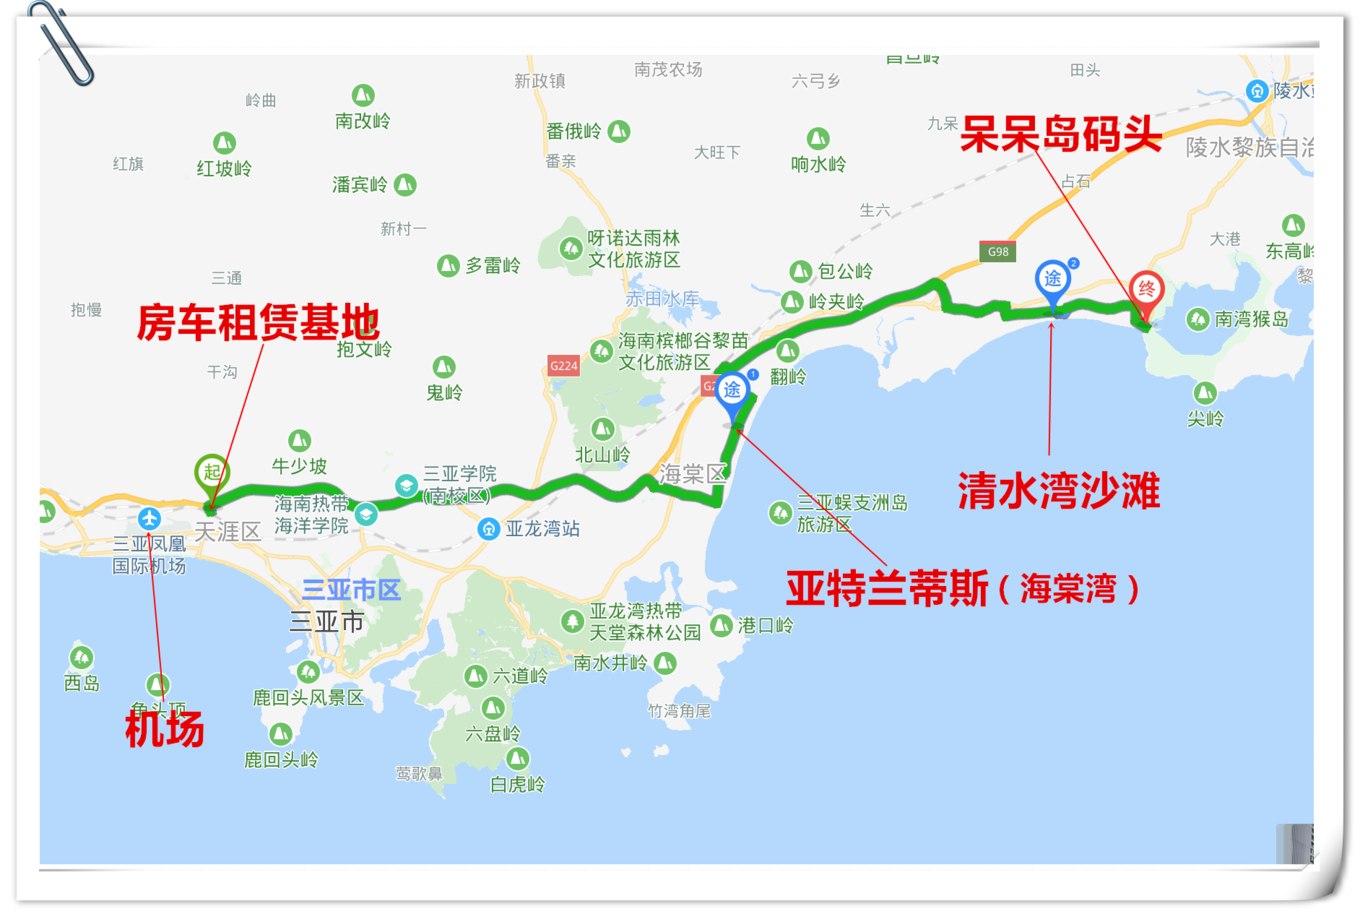 昌旦岭
新政镇
南茂农场
六弓乡
田头
岭曲
南改岭
陵水
九呆
呆呆岛码头
番俄岭
红坡岭
红旗
番亲
大旺下
响水岭
陵水黎族自治
潘宾岭
占石
生六
新村一
呀诺达雨林
文化旅游区
大港
东高岭
G98
多雷岭
包公岭
途
2
终
黎
三通
赤田水库
岭夹岭
抱慢
房车租赁基地
南湾猴岛
抱文岭
海南槟榔谷黎苗
文化旅游区
G224
干沟
鬼岭
途
1
翻岭
尖岭
北山岭
牛少坡
起
三亚学院
(南校区)
海棠区
清水湾沙滩
海南热带
海洋学院
三亚蜈支洲岛
旅游区
天涯区
亚龙湾站
三亚凤凰
国际机场
亚特兰蒂斯（海棠湾）
三亚市区
三亚市
亚龙湾热带
天堂森林公园
港口岭
南水井岭
西岛
六道岭
鹿回头风景区
角头顶
机场
竹湾角尾
六盘岭
鹿回头岭
莺歌鼻
白虎岭